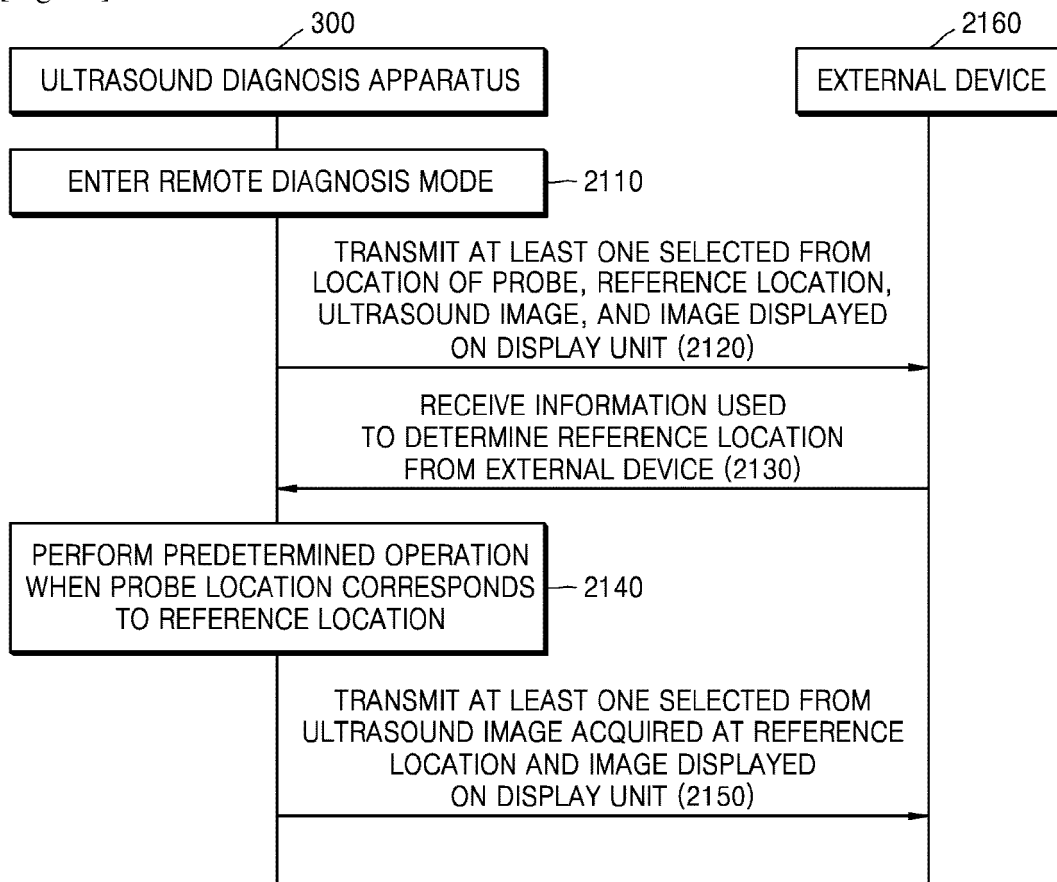 300
2160
ULTRASOUND DIAGNOSIS APPARATUS
EXTERNAL DEVICE
ENTER REMOTE DIAGNOSIS MODE
2110
TRANSMIT AT LEAST ONE SELECTED FROM
LOCATION OF PROBE, REFERENCE LOCATION,
ULTRASOUND IMAGE, AND IMAGE DISPLAYED
ON DISPLAY UNIT (2120)
RECEIVE INFORMATION USED
TO DETERMINE REFERENCE LOCATION
FROM EXTERNAL DEVICE (2130)
PERFORM PREDETERMINED OPERATION
WHEN PROBE LOCATION CORRESPONDS
TO REFERENCE LOCATION
2140
TRANSMIT AT LEAST ONE SELECTED FROM
ULTRASOUND IMAGE ACQUIRED AT REFERENCE
LOCATION AND IMAGE DISPLAYED
ON DISPLAY UNIT (2150)